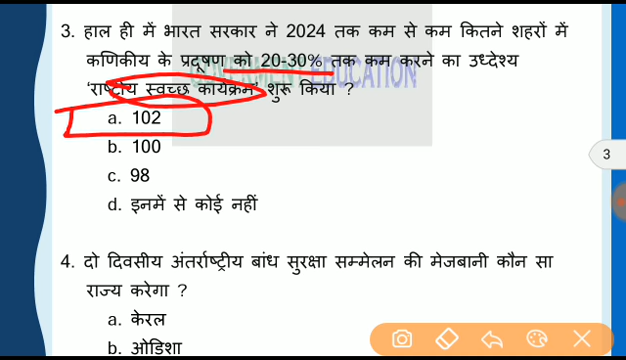 3. हाल ही में भारत सरकार ने 2024 तक कम से कम कितने शहरों में
कणिकीय के प्रदूषण को 20-30% तक कम करने का उध्देश्य
‘राष्ट्रीय स्वच्छ कार्यक्रम’ शुरू किया ?
a. 102
b. 100
c. 98
d. इनमें से कोई नहीं
3
4. दो दिवसीय अंतर्राष्ट्रीय बांध सुरक्षा सम्मेलन की मेजबानी कौन सा
राज्य करेगा ?
a. केरल
b. ओडिशा